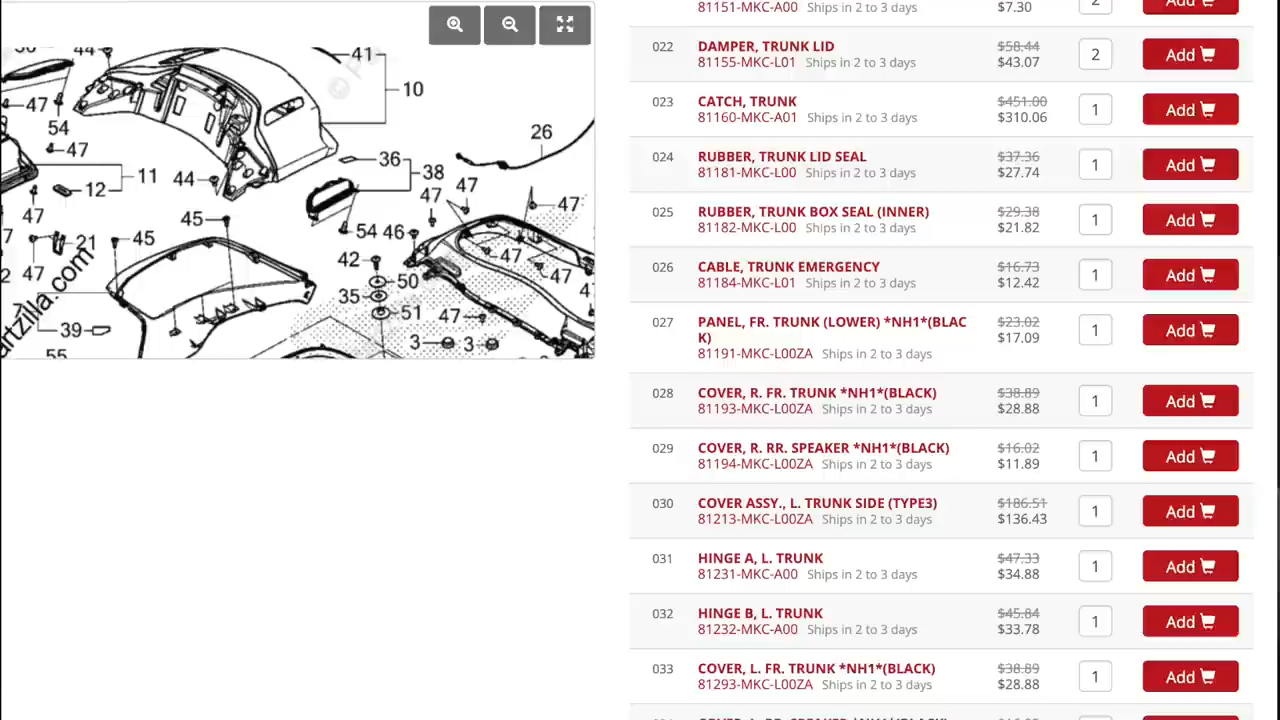 44
41
10
47
54
47
26
36
38
11
12
44
47
47
47
47
45
45
54
46
21
42
47
50
47
47
35
51
47
39
3
3
55
artzilla.com
81151-MKC-A00 Ships in 2 to 3 days $7.30 2 Add
022 DAMPER, TRUNK LID $58.44
81155-MKC-L01 Ships in 2 to 3 days $43.07 2 Add
023 CATCH, TRUNK $451.00
81160-MKC-A01 Ships in 2 to 3 days $310.06 1 Add
024 RUBBER, TRUNK LID SEAL $37.36
81181-MKC-L00 Ships in 2 to 3 days $27.74 1 Add
025 RUBBER, TRUNK BOX SEAL (INNER) $29.38
81182-MKC-L00 Ships in 2 to 3 days $21.82 1 Add
026 CABLE, TRUNK EMERGENCY $16.73
81184-MKC-L01 Ships in 2 to 3 days $12.42 1 Add
027 PANEL, FR. TRUNK (LOWER) *NH1*(BLAC $23.02
K) $17.09 1 Add
81191-MKC-L00ZA Ships in 2 to 3 days
028 COVER, R. FR. TRUNK *NH1*(BLACK) $38.89
81193-MKC-L00ZA Ships in 2 to 3 days $28.88 1 Add
029 COVER, R. RR. SPEAKER *NH1*(BLACK) $16.02
81194-MKC-L00ZA Ships in 2 to 3 days $11.89 1 Add
030 COVER ASSY., L. TRUNK SIDE (TYPE3) $186.51
81213-MKC-L00ZA Ships in 2 to 3 days $136.43 1 Add
031 HINGE A, L. TRUNK $47.33
81231-MKC-A00 Ships in 2 to 3 days $34.88 1 Add
032 HINGE B, L. TRUNK $45.84
81232-MKC-A00 Ships in 2 to 3 days $33.78 1 Add
033 COVER, L. FR. TRUNK *NH1*(BLACK) $38.89
81293-MKC-L00ZA Ships in 2 to 3 days $28.88 1 Add